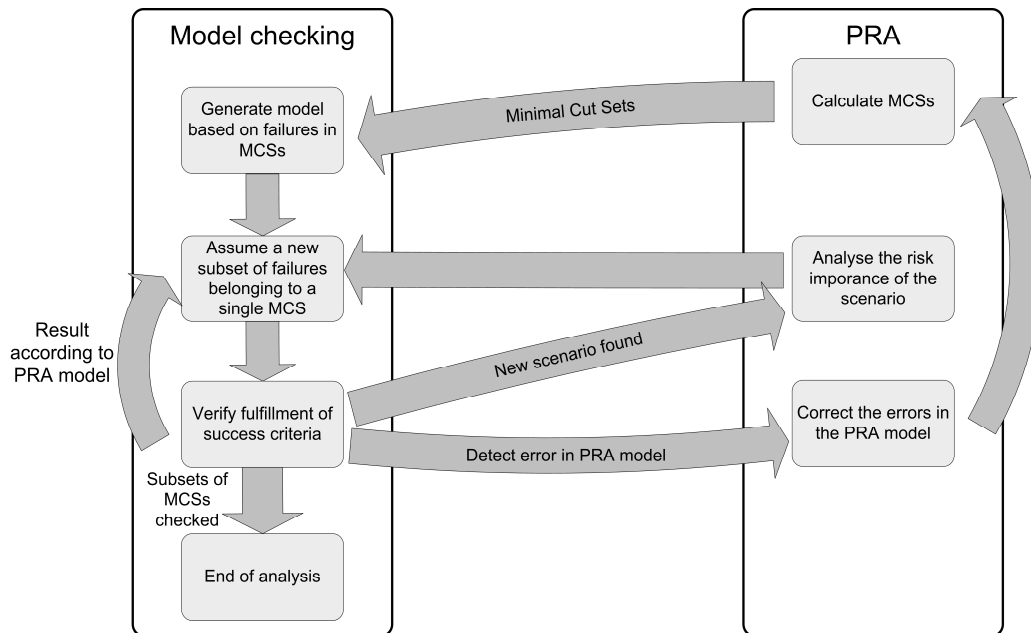 Model checking
PRA
Generate model
based on failures in
MCSs
Minimal Cut Sets
Calculate MCSs
Assume a new
subset of failures
belonging to a
single MCS
Analyse the risk
imporance of the
scenario
Result
according to
PRA model
New scenario found
Verify fulfillment of
success criteria
Correct the errors in
the PRA model
Detect error in PRA model
Subsets of
MCSs
checked
End of analysis